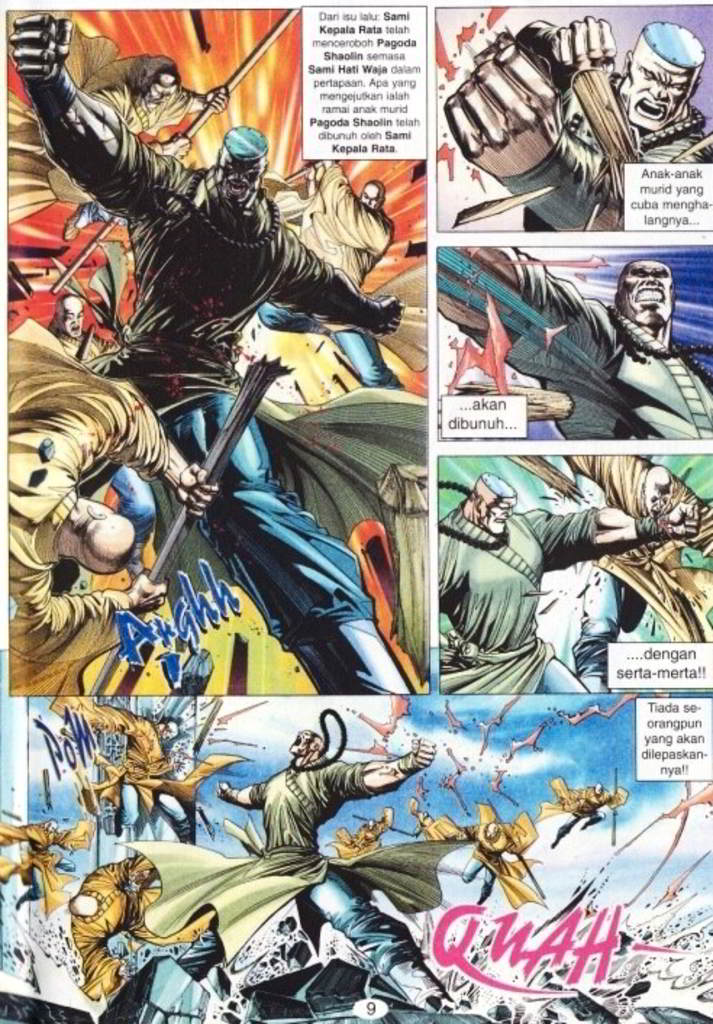 Dari isu lalu: Sami
Kepala Rata telah
menceroboh Pagoda
Shaolin semasa
Sami Hati Waja dalam
pertapaan. Apa yang
mengejutkan ialah
ramai anak murid
Pagoda Shaolin telah
dibunuh oleh Sami
Kepala Rata.
Anak-anak
murid yang
cuba mengha-
langnya...
...akan
dibunuh...
....dengan
serta-merta!!
Arghh
!
POM
Tiada se-
orangpun
yang akan
dilepaskan-
nya!!
QUAH
9